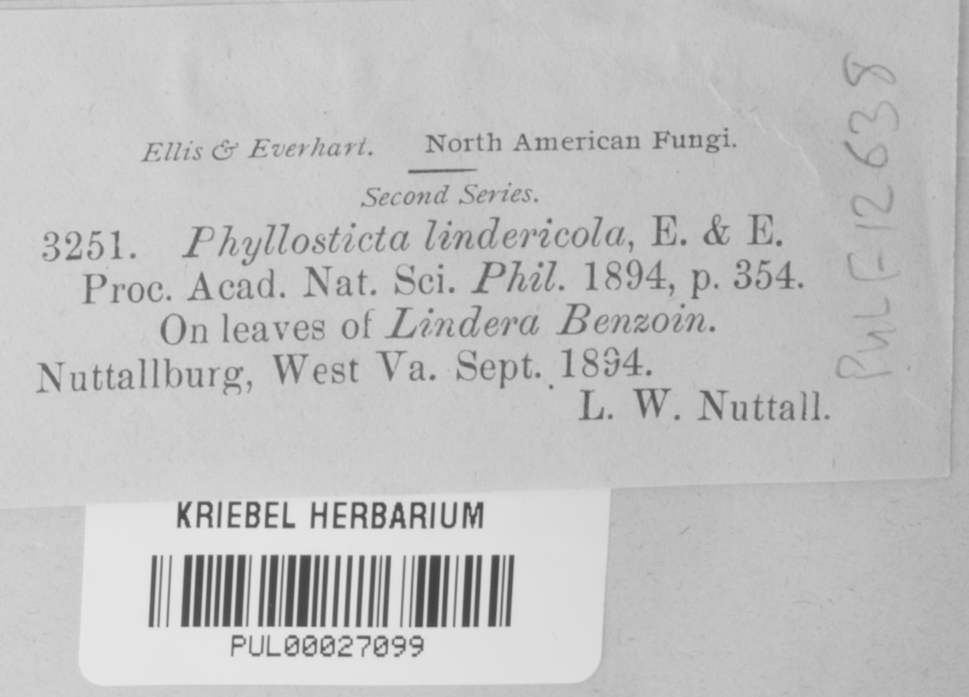 Ellis & Everhart. North American Fungi.
Second Series.
3251. Phyllosticta lindericola, E. & E.
Proc. Acad. Nat. Sci. Phil. 1894, p. 354.
On leaves of Lindera Benzoin.
Nuttallburg, West Va. Sept. 1894.
L. W. Nuttall.
PUL F-12638
KRIEBEL HERBARIUM
PUL00027099